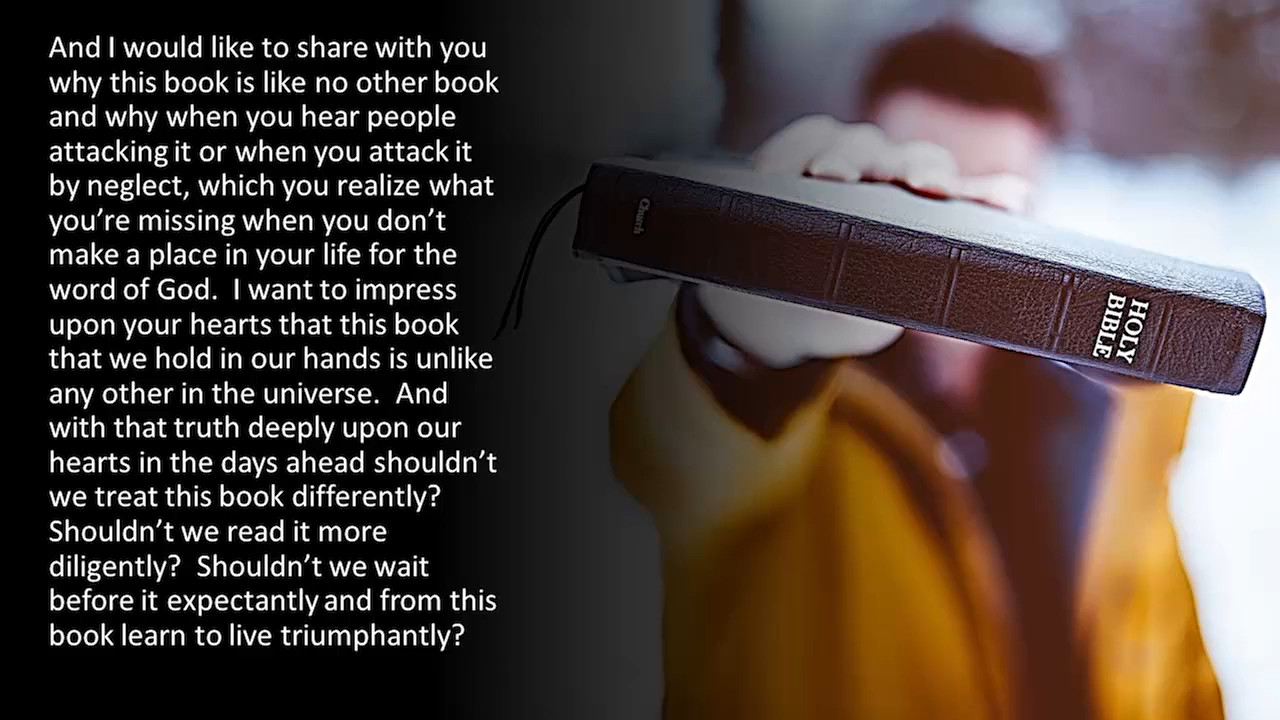 And I would like to share with you
why this book is like no other book
and why when you hear people
attacking it or when you attack it
by neglect, which you realize what
you’re missing when you don’t
make a place in your life for the
word of God.  I want to impress
upon your hearts that this book
that we hold in our hands is unlike
any other in the universe.  And
with that truth deeply upon our
hearts in the days ahead shouldn’t
we treat this book differently?
Shouldn’t we read it more
diligently?  Shouldn’t we wait
before it expectantly and from this
book learn to live triumphantly?
Church
HOLY
BIBLE